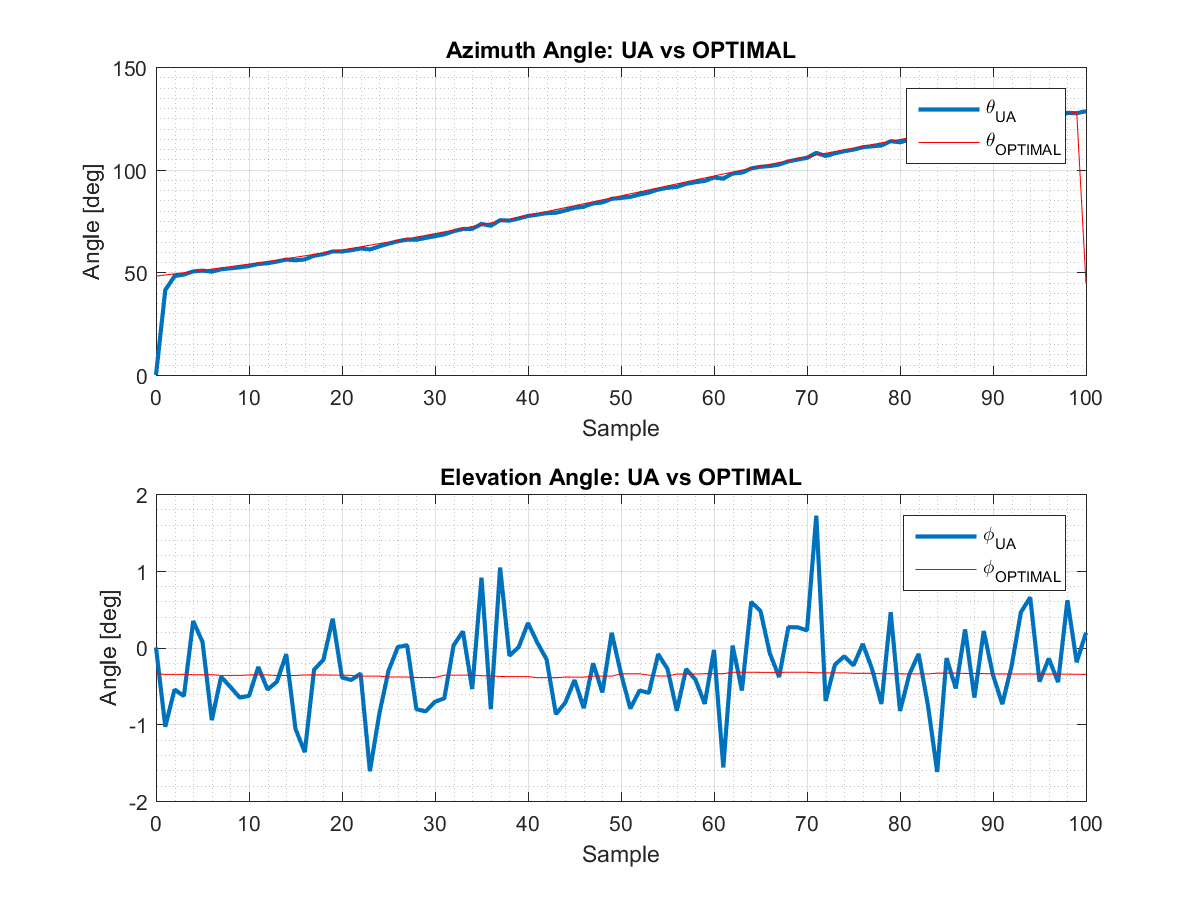 Azimuth Angle: UA vs OPTIMAL
150
100
50
0
Angle [deg]
θUA
θOPTIMAL
0 10 20 30 40 50 60 70 80 90 100
Sample
Elevation Angle: UA vs OPTIMAL
2
1
0
-1
-2
Angle [deg]
ϕUA
ϕOPTIMAL
0 10 20 30 40 50 60 70 80 90 100
Sample